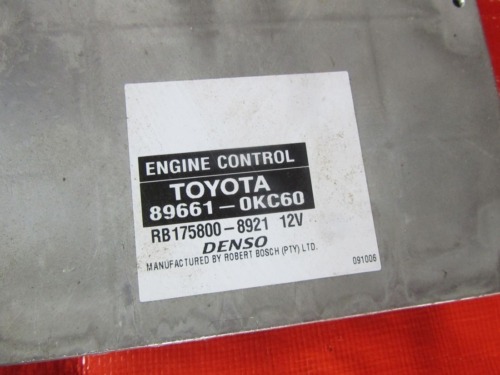 ENGINE CONTROL
TOYOTA
89661-0KC60
RB175800-8921 12V
DENSO
MANUFACTURED BY ROBERT BOSCH (PTY) LTD.
091006